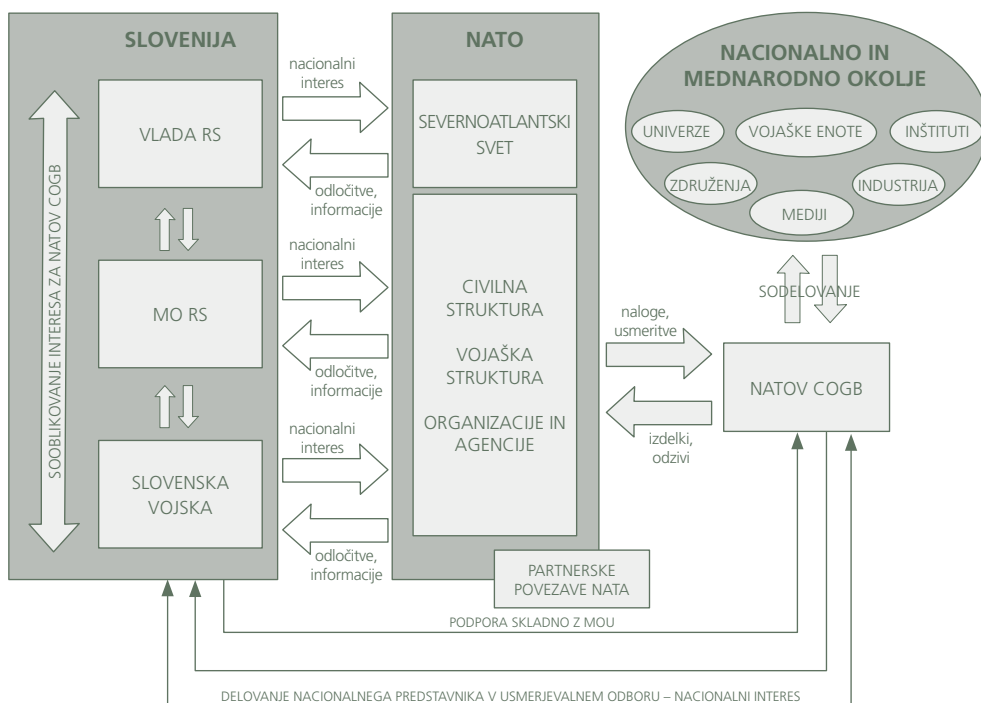 SLOVENIJA
SOOBLIKOVANJE INTERESA ZA NATOV COGB
VLADA RS
MO RS
SLOVENSKA
VOJSKA
nacionalni
interes
odločitve,
informacije
nacionalni
interes
odločitve,
informacije
nacionalni
interes
odločitve,
informacije
NATO
SEVERNOATLANTSKI
SVET
CIVILNA
STRUKTURA
VOJAŠKA
STRUKTURA
ORGANIZACIJE IN
AGENCIJE
PARTNERSKE
POVEZAVE NATA
NACIONALNO IN
MEDNARODNO OKOLJE
UNIVERZE
VOJAŠKE ENOTE
INŠTITUTI
ZDRUŽENJA
INDUSTRIJA
MEDIJI
SODELOVANJE
naloge,
usmeritve
NATOV COGB
izdelki,
odzivi
PODPORA SKLADNO Z MOU
DELOVANJE NACIONALNEGA PREDSTAVNIKA V USMERJEVALNEM ODBORU – NACIONALNI INTERES